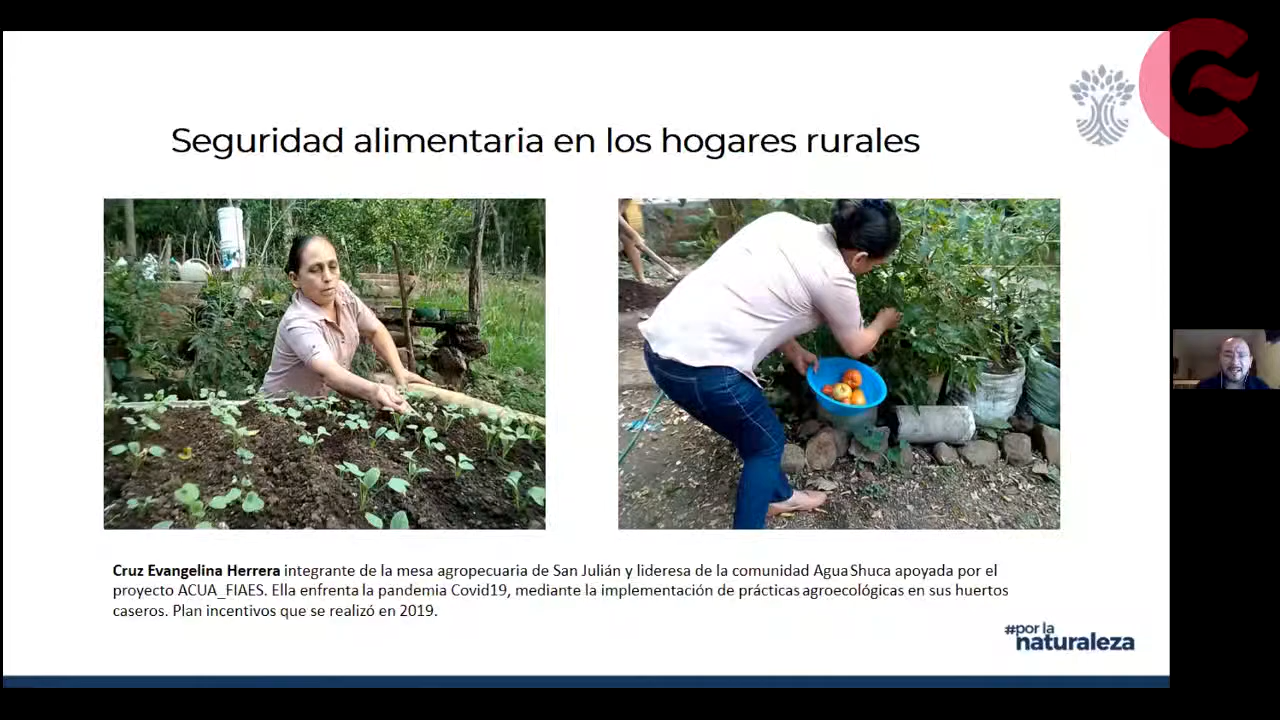 Seguridad alimentaria en los hogares rurales
Cruz Evangelina Herrera integrante de la mesa agropecuaria de San Julián y lideresa de la comunidad Agua Shuca apoyada por el
proyecto ACUA_FIAES. Ella enfrenta la pandemia Covid19, mediante la implementación de prácticas agroecológicas en sus huertos
caseros. Plan incentivos que se realizó en 2019.
#por la
naturaleza